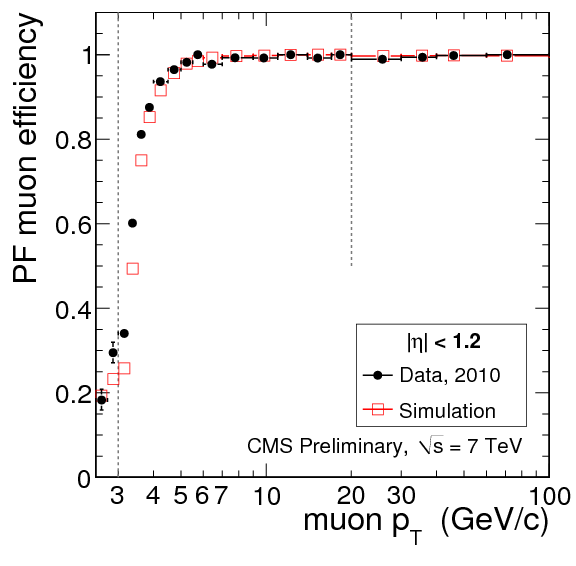 PF muon efficiency
1
0.8
0.6
0.4
0.2
0
|η| < 1.2
Data, 2010
Simulation
CMS Preliminary, √s = 7 TeV
3 4 5 6 7 10 20 30 100
muon pT (GeV/c)